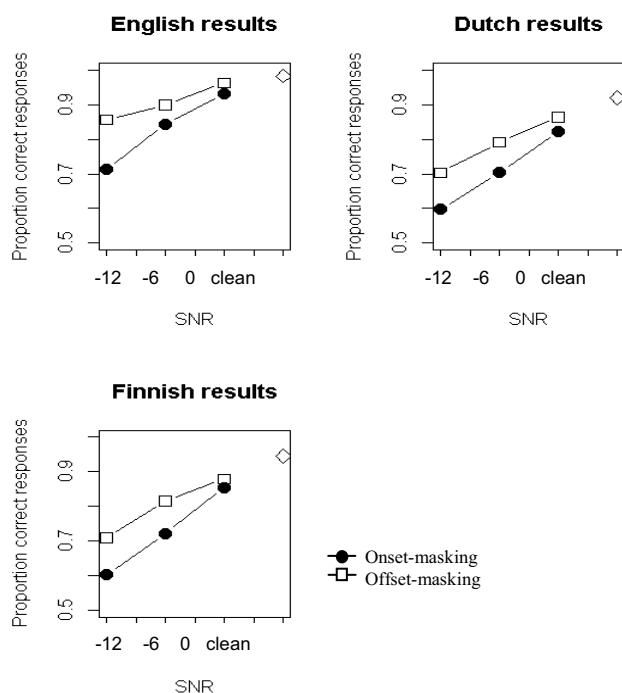 English results
Proportion correct responses
0.9
0.7
0.5
-12 -6 0 clean
SNR
Dutch results
Proportion correct responses
0.9
0.7
0.5
-12 -6 0 clean
SNR
Finnish results
Proportion correct responses
0.9
0.7
0.5
-12 -6 0 clean
SNR
Onset-masking
Offset-masking